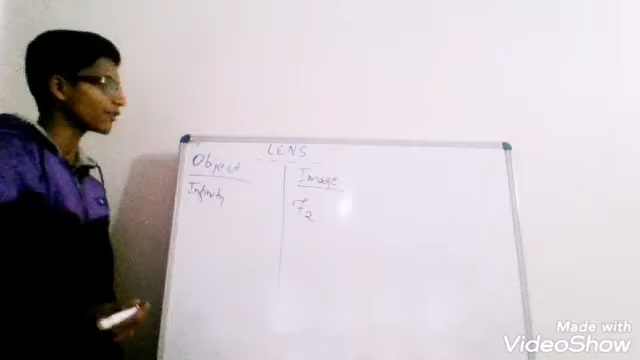 LENS
Object
Image
Infinity
F2
Made with
VideoShow